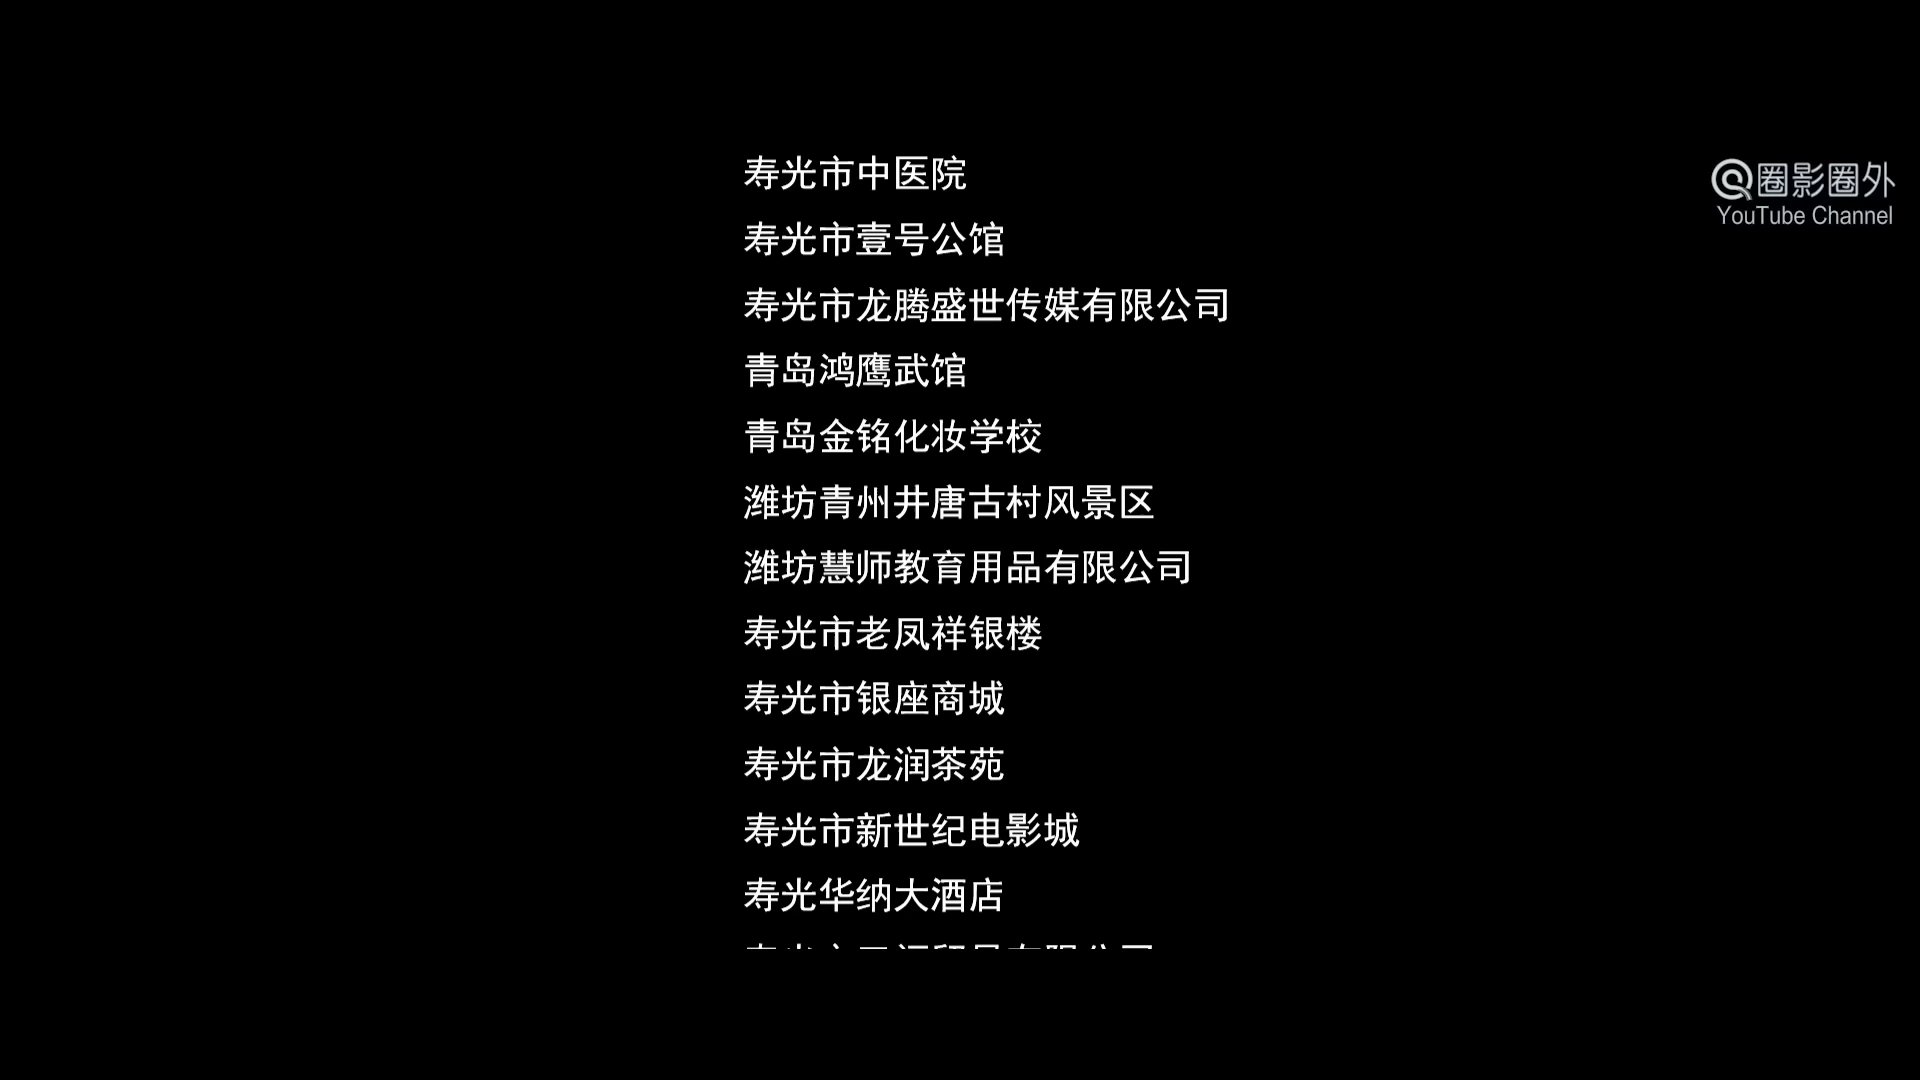 寿光市中医院
寿光市壹号公馆
寿光市龙腾盛世传媒有限公司
青岛鸿鹰武馆
青岛金铭化妆学校
潍坊青州井唐古村风景区
潍坊慧师教育用品有限公司
寿光市老凤祥银楼
寿光市银座商城
寿光市龙润茶苑
寿光市新世纪电影城
寿光华纳大酒店
圈影圈外
YouTube Channel